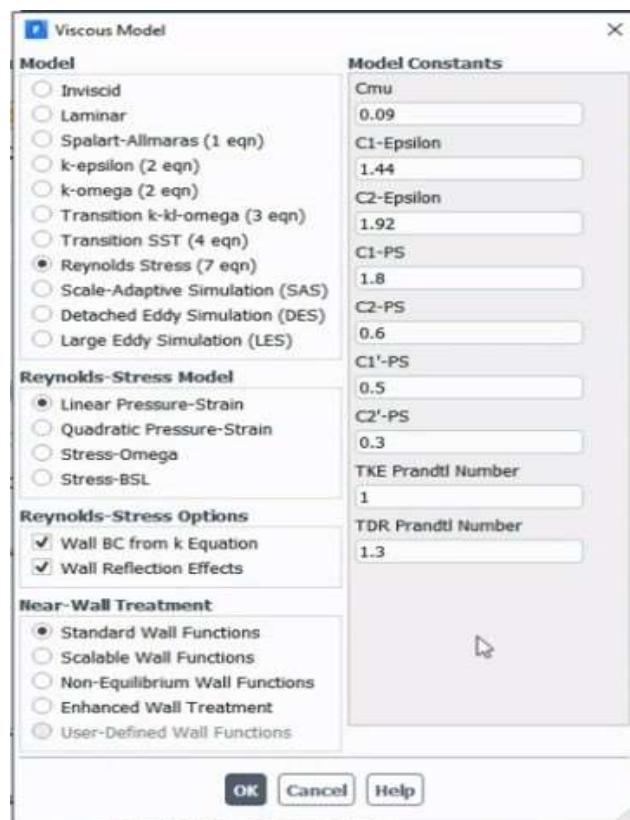 Viscous Model
Model
Inviscid
Laminar
Spalart-Allmaras (1 eqn)
k-epsilon (2 eqn)
k-omega (2 eqn)
Transition k-kl-omega (3 eqn)
Transition SST (4 eqn)
Reynolds Stress (7 eqn)
Scale-Adaptive Simulation (SAS)
Detached Eddy Simulation (DES)
Large Eddy Simulation (LES)
Reynolds-Stress Model
Linear Pressure-Strain
Quadratic Pressure-Strain
Stress-Omega
Stress-BSL
Reynolds-Stress Options
Wall BC from k Equation
Wall Reflection Effects
Near-Wall Treatment
Standard Wall Functions
Scalable Wall Functions
Non-Equilibrium Wall Functions
Enhanced Wall Treatment
User-Defined Wall Functions
Model Constants
Cmu
0.09
C1-Epsilon
1.44
C2-Epsilon
1.92
C1-PS
1.8
C2-PS
0.6
C1'-PS
0.5
C2'-PS
0.3
TKE Prandtl Number
1
TDR Prandtl Number
1.3
OK Cancel Help